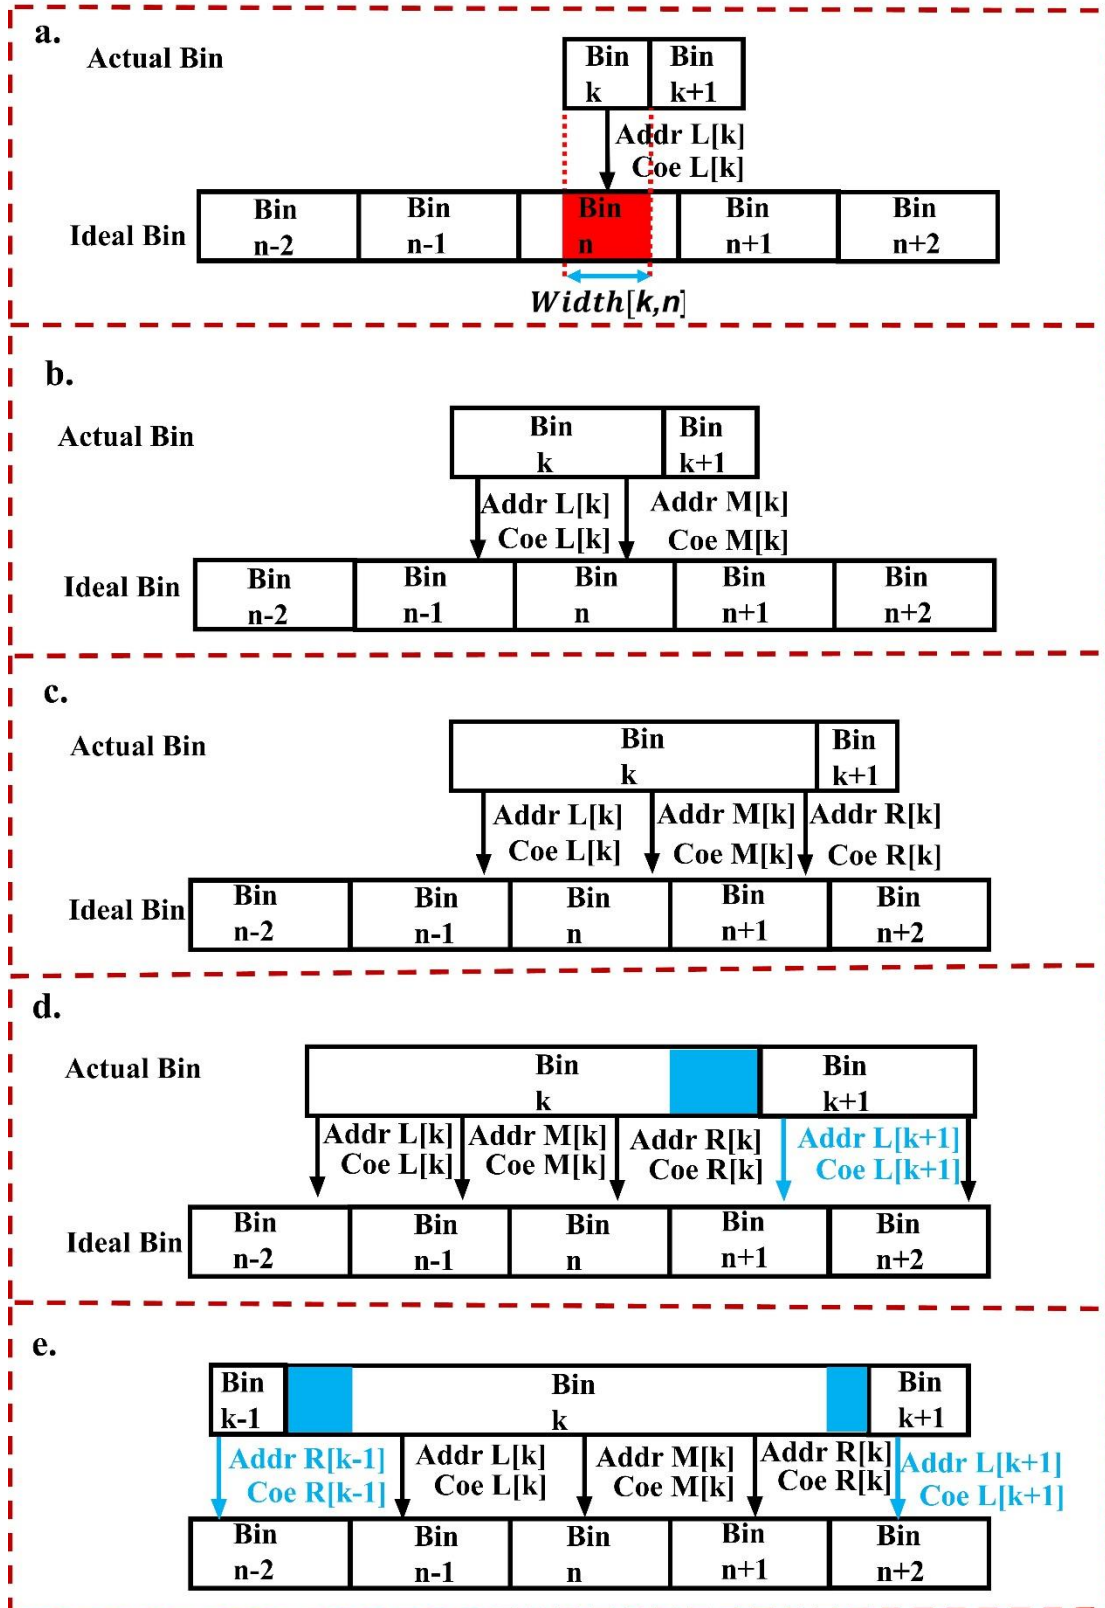 a.
Actual Bin
Bin
k
Bin
k+1
Addr L[k]
Coe L[k]
Ideal Bin
Bin
n-2
Bin
n-1
Bin
n
Bin
n+1
Bin
n+2
Width[k,n]
b.
Actual Bin
Bin
k
Bin
k+1
Addr L[k]
Coe L[k]
Addr M[k]
Coe M[k]
Ideal Bin
Bin
n-2
Bin
n-1
Bin
n
Bin
n+1
Bin
n+2
c.
Actual Bin
Bin
k
Bin
k+1
Addr L[k]
Coe L[k]
Addr M[k]
Coe M[k]
Addr R[k]
Coe R[k]
Ideal Bin
Bin
n-2
Bin
n-1
Bin
n
Bin
n+1
Bin
n+2
d.
Actual Bin
Bin
k
Bin
k+1
Addr L[k]
Coe L[k]
Addr M[k]
Coe M[k]
Addr R[k]
Coe R[k]
Addr L[k+1]
Coe L[k+1]
Ideal Bin
Bin
n-2
Bin
n-1
Bin
n
Bin
n+1
Bin
n+2
e.
Bin
k-1
Bin
k
Bin
k+1
Addr R[k-1]
Coe R[k-1]
Addr L[k]
Coe L[k]
Addr M[k]
Coe M[k]
Addr R[k]
Coe R[k]
Addr L[k+1]
Coe L[k+1]
Bin
n-2
Bin
n-1
Bin
n
Bin
n+1
Bin
n+2